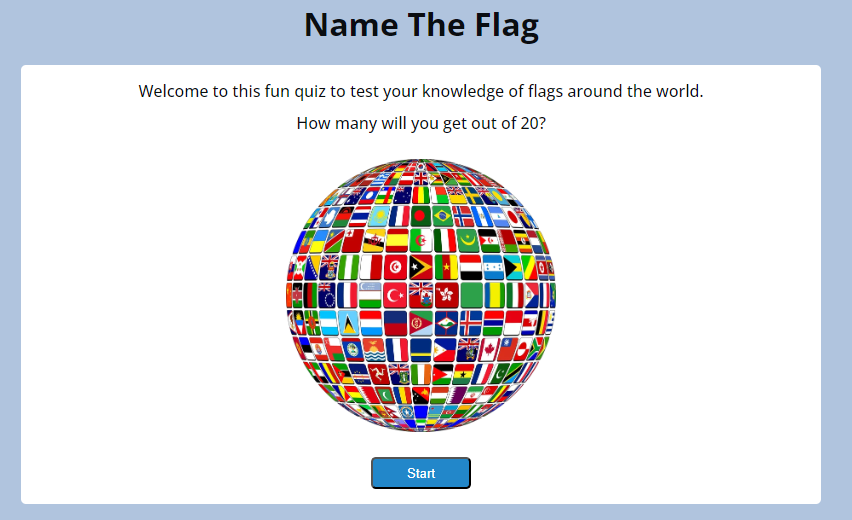 Name The Flag
Welcome to this fun quiz to test your knowledge of flags around the world.
How many will you get out of 20?
Start